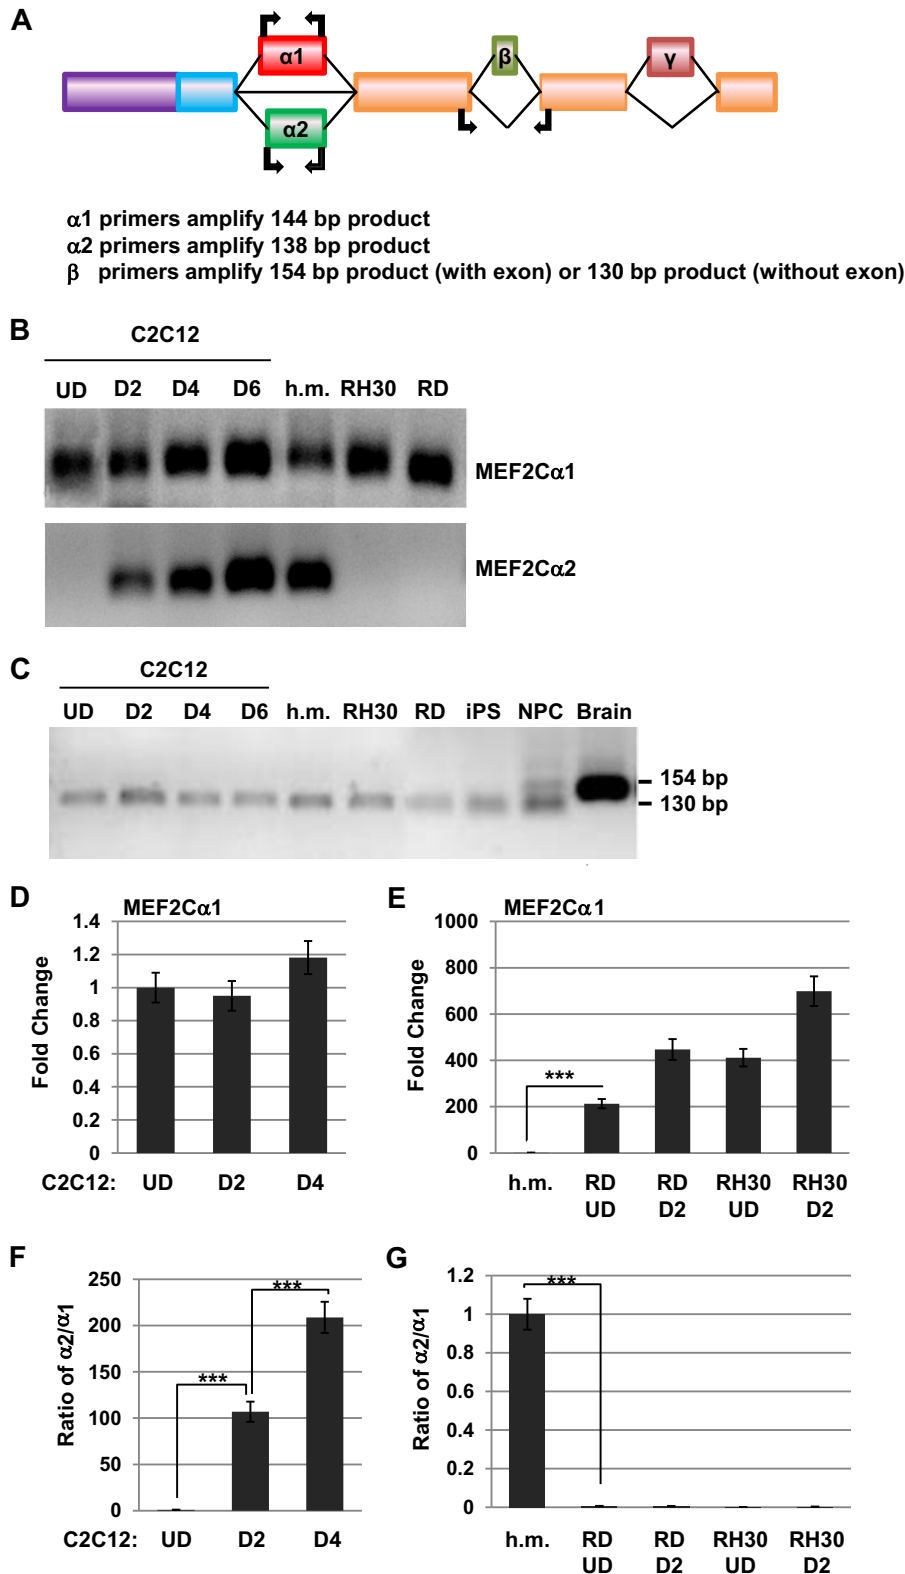 A
α1
β
γ
α2
α1 primers amplify 144 bp product
α2 primers amplify 138 bp product
β primers amplify 154 bp product (with exon) or 130 bp product (without exon)
B
C2C12
UD D2 D4 D6 h.m. RH30 RD
MEF2Cα1
MEF2Cα2
C
C2C12
UD D2 D4 D6 h.m. RH30 RD iPS NPC Brain
154 bp
130 bp
D
MEF2Cα1
Fold Change
1.4
1.2
1
0.8
0.6
0.4
0.2
0
C2C12: UD D2 D4
E
MEF2Cα1
Fold Change
1000
800
600
400
200
0
***
h.m. RD UD RD D2 RH30 UD RH30 D2
F
Ratio of α2/α1
250
200
150
100
50
0
***
***
C2C12: UD D2 D4
G
Ratio of α2/α1
1.2
1
0.8
0.6
0.4
0.2
0
***
h.m. RD UD RD D2 RH30 UD RH30 D2